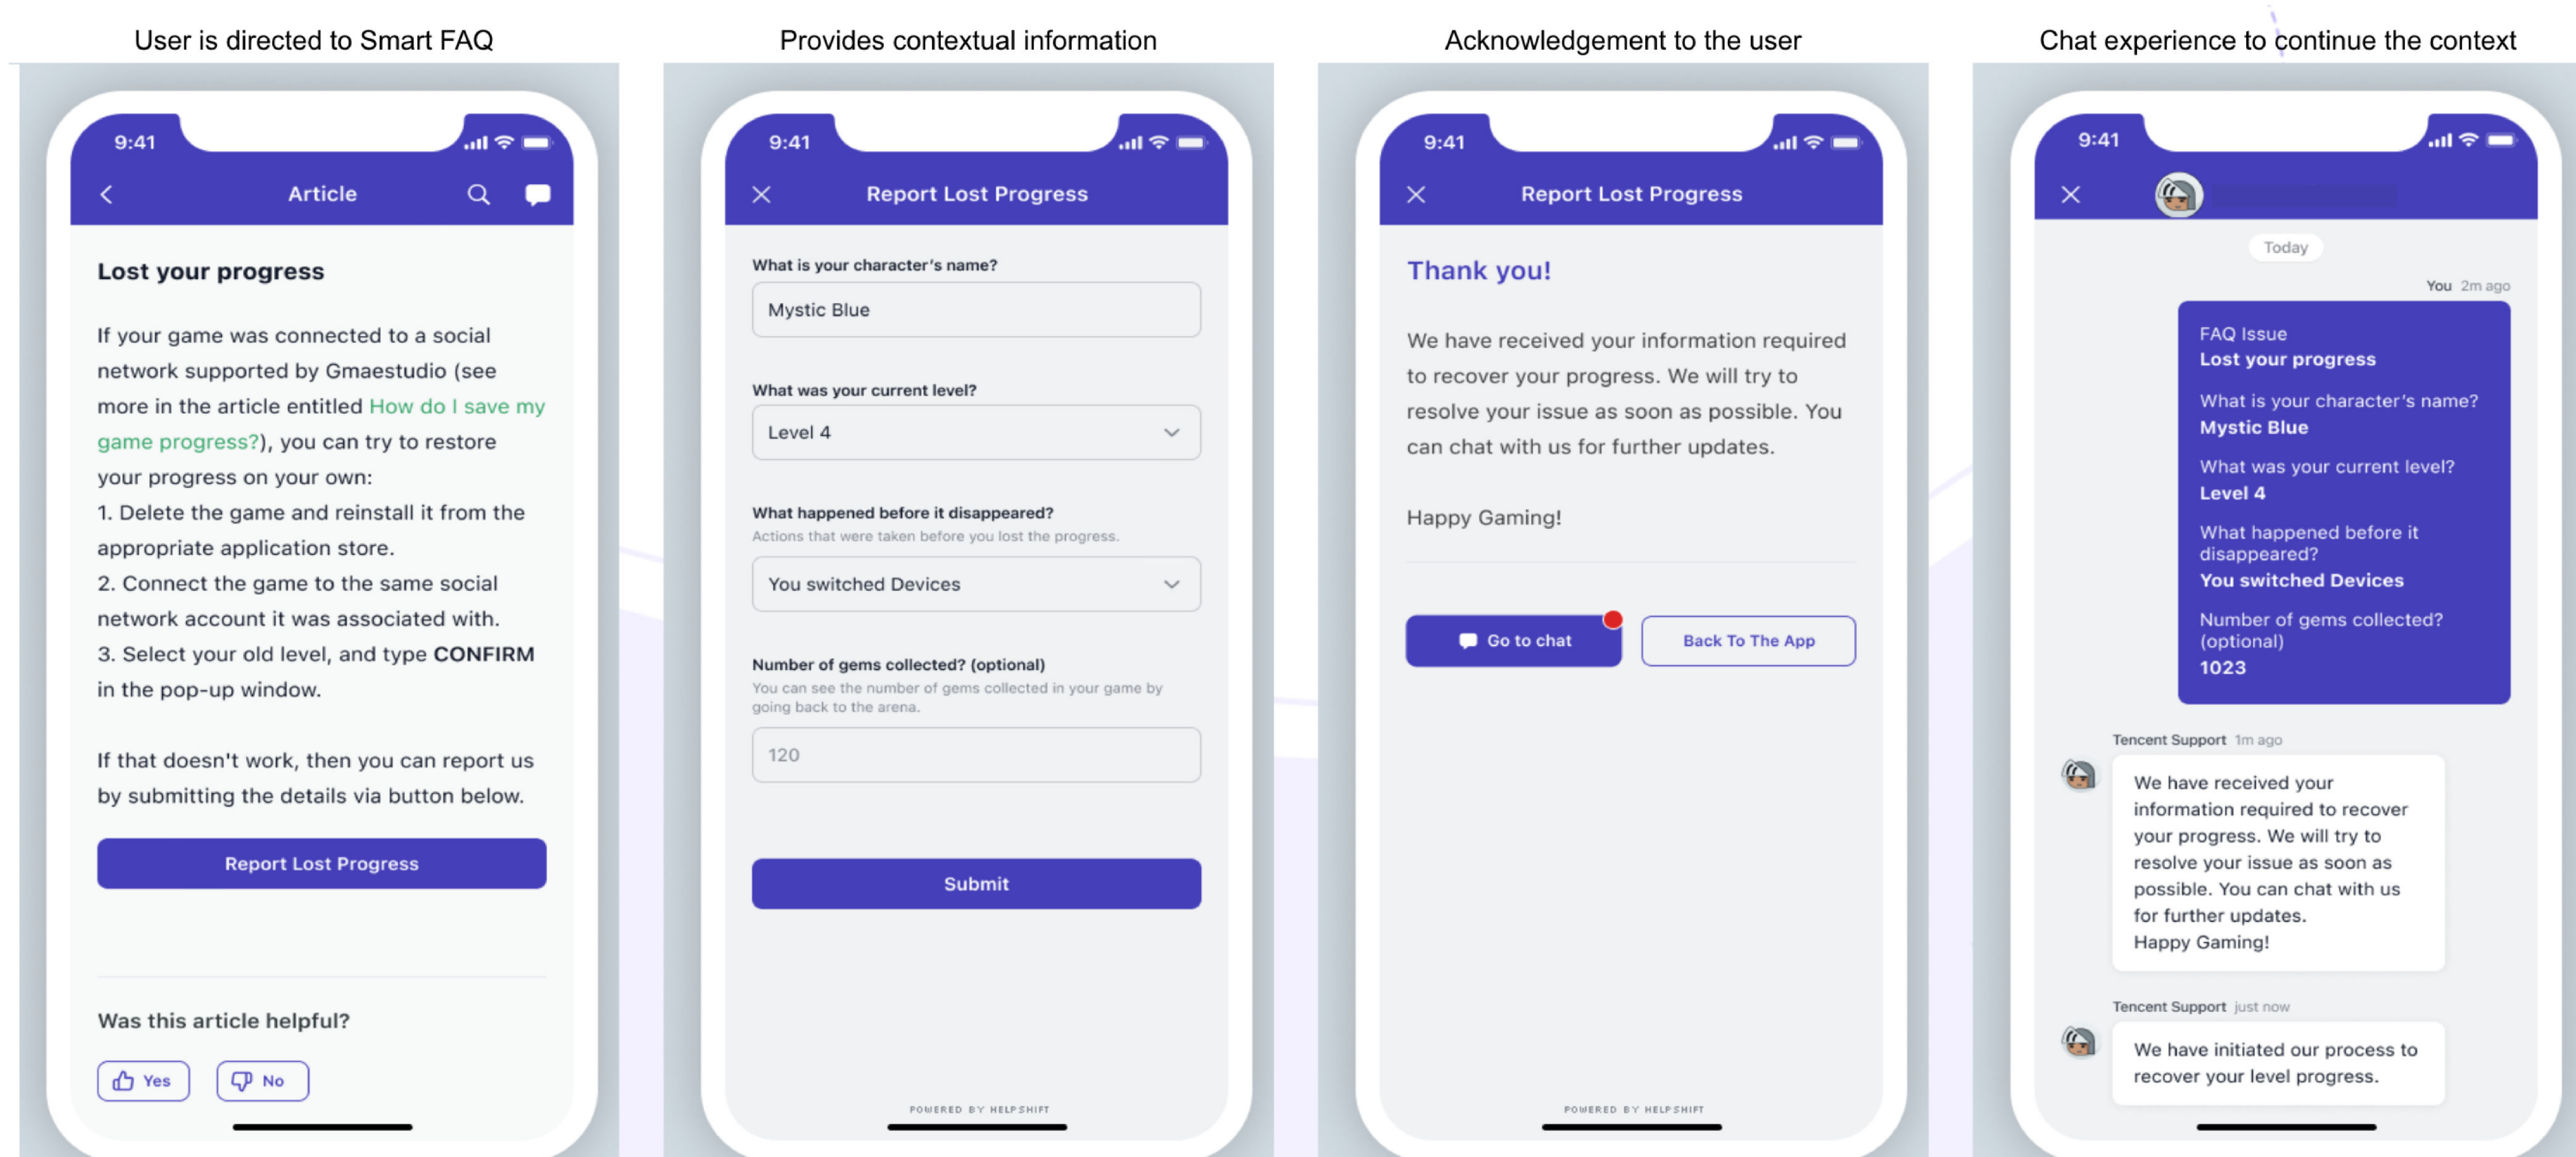 User is directed to Smart FAQ
9:41
Article
Lost your progress
If your game was connected to a social
network supported by Gmaestudio (see
more in the article entitled How do I save my
game progress?), you can try to restore
your progress on your own:
1. Delete the game and reinstall it from the
appropriate application store.
2. Connect the game to the same social
network account it was associated with.
3. Select your old level, and type CONFIRM
in the pop-up window.
If that doesn't work, then you can report us
by submitting the details via button below.
Report Lost Progress
Was this article helpful?
Yes
No
Provides contextual information
9:41
Report Lost Progress
What is your character's name?
Mystic Blue
What was your current level?
Level 4
What happened before it disappeared?
Actions that were taken before you lost the progress.
You switched Devices
Number of gems collected? (optional)
You can see the number of gems collected in your game by
going back to the arena.
120
Submit
POWERED BY HELPSHIFT
Acknowledgement to the user
9:41
Report Lost Progress
Thank you!
We have received your information required
to recover your progress. We will try to
resolve your issue as soon as possible. You
can chat with us for further updates.
Happy Gaming!
Go to chat
Back To The App
POWERED BY HELPSHIFT
Chat experience to continue the context
9:41
Today
You 2m ago
FAQ Issue
Lost your progress
What is your character's name?
Mystic Blue
What was your current level?
Level 4
What happened before it
disappeared?
You switched Devices
Number of gems collected?
(optional)
1023
Tencent Support 1m ago
We have received your
information required to recover
your progress. We will try to
resolve your issue as soon as
possible. You can chat with us
for further updates.
Happy Gaming!
Tencent Support just now
We have initiated our process to
recover your level progress.